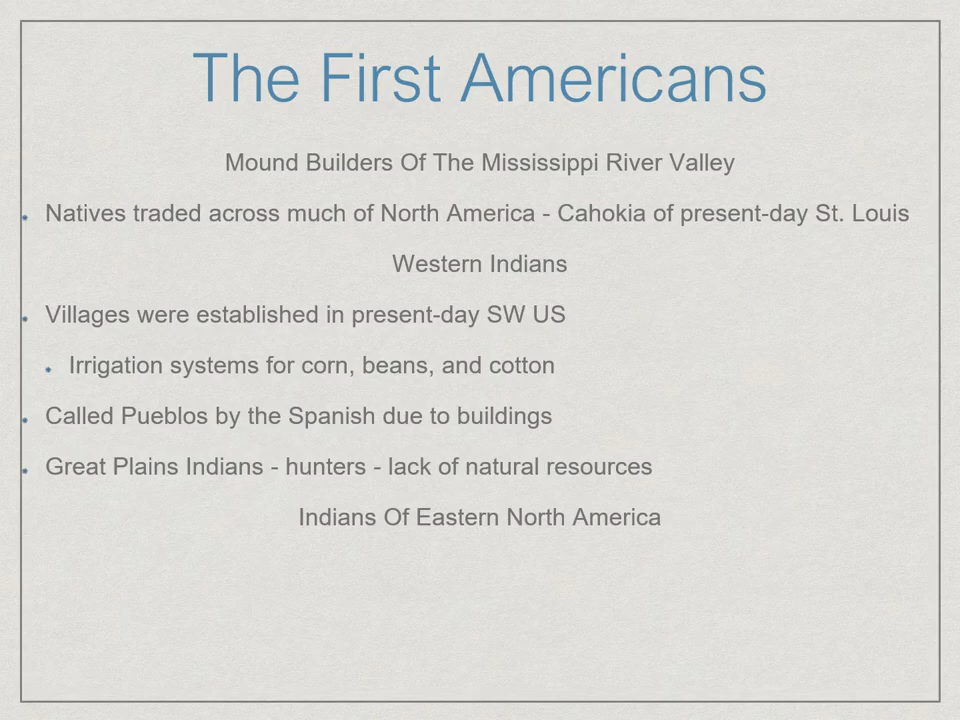 The First Americans
Mound Builders Of The Mississippi River Valley
Natives traded across much of North America - Cahokia of present-day St. Louis
Western Indians
Villages were established in present-day SW US
Irrigation systems for corn, beans, and cotton
Called Pueblos by the Spanish due to buildings
Great Plains Indians - hunters - lack of natural resources
Indians Of Eastern North America